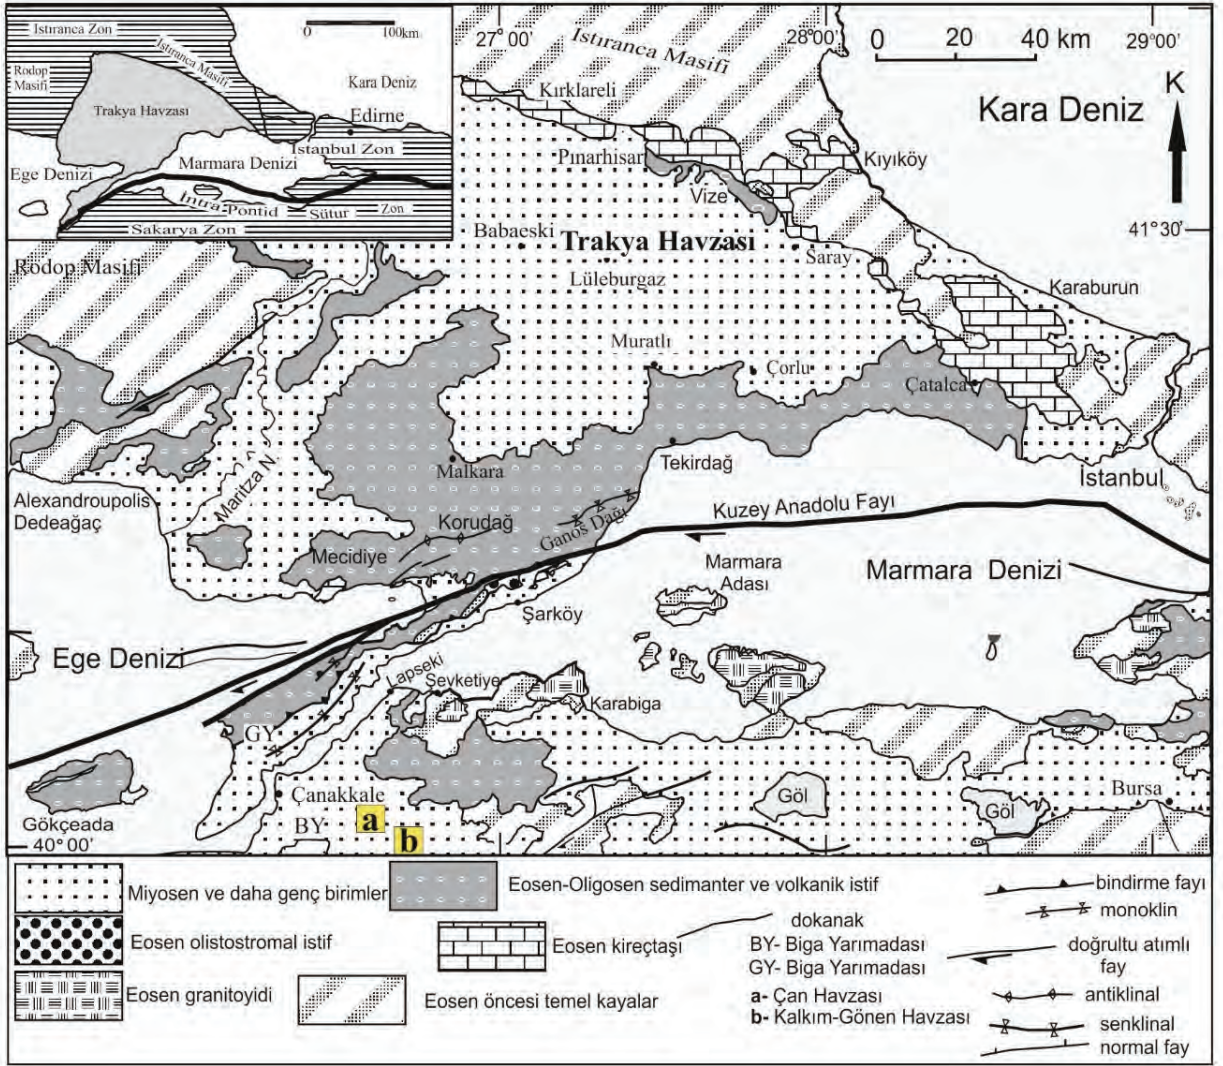 Istıranca Zon
0 100km
Rodop
Masifi
Istıranca Masifi
Kara Deniz
Trakya Havzası
Edirne
İstanbul Zon
Marmara Denizi
Ege Denizi
Intra-Pontid Sütur Zon
Sakarya Zon
27° 00'
28°00'
29°00'
0 20 40 km
K
Istıranca Masifi
Kırklareli
Kara Deniz
Pınarhisar
Kıyıköy
Vize
41°30'
Babaeski
Trakya Havzası
Saray
Rodop Masifi
Lüleburgaz
Karaburun
Muratlı
Çorlu
Çatalca
Malkara
Tekirdağ
İstanbul
Maritza N
Alexandroupolis
Dedeağaç
Kuzey Anadolu Fayı
Korudağ
Ganos Dağı
Mecidiye
Marmara
Adası
Marmara Denizi
Şarköy
Ege Denizi
Lapseki
Şevketiye
Karabiga
GY
Çanakkale
Göl
Göl
Bursa
BY
a
b
Gökçeada
40° 00'
Miyosen ve daha genç birimler
Eosen-Oligosen sedimanter ve volkanik istif
bindirme fayı
monoklin
Eosen olistostromal istif
Eosen kireçtaşı
dokanak
BY- Biga Yarımadası
GY- Biga Yarımadası
doğrultu atımlı
fay
Eosen granitoyidi
Eosen öncesi temel kayalar
a- Çan Havzası
b- Kalkım-Gönen Havzası
antiklinal
senklinal
normal fay